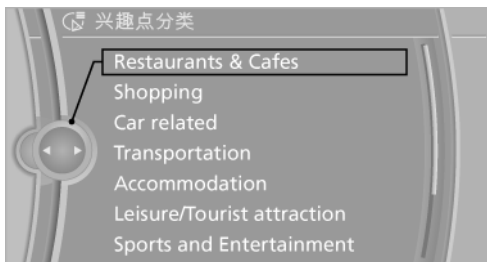 兴趣点分类
Restaurants & Cafes
Shopping
Car related
Transportation
Accommodation
Leisure/Tourist attraction
Sports and Entertainment